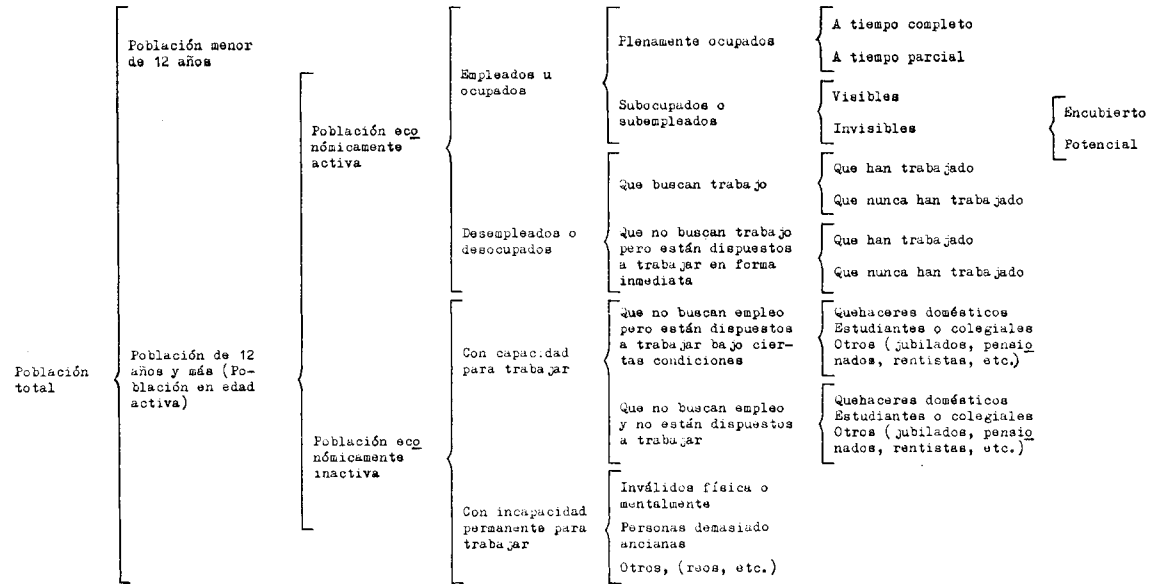 Población
total
Población menor
de 12 años
Población de 12
años y más (Po-
blación en edad
activa)
Población eco
nómicamente
activa
Empleados u
ocupados
Plenamente ocupados
A tiempo completo
A tiempo parcial
Subocupados o
subempleados
Visibles
Invisibles
Encubierto
Potencial
Desempleados o
desocupados
Que buscan trabajo
Que han trabajado
Que nunca han trabajado
Que no buscan trabajo
pero están dispuestos
a trabajar en forma
inmediata
Que han trabajado
Que nunca han trabajado
Población eco
nómicamente
inactiva
Con capacidad
para trabajar
Que no buscan empleo
pero están dispuestos
a trabajar bajo cier-
tas condiciones
Quehaceres domésticos
Estudiantes o colegiales
Otros (jubilados, pensio
nados, rentistas, etc.)
Que no buscan empleo
y no están dispuestos
a trabajar
Quehaceres domésticos
Estudiantes o colegiales
Otros (jubilados, pensio
nados, rentistas, etc.)
Con incapacidad
permanente para
trabajar
Inválidos física o
mentalmente
Personas demasiado
ancianas
Otros, (reos, etc.)